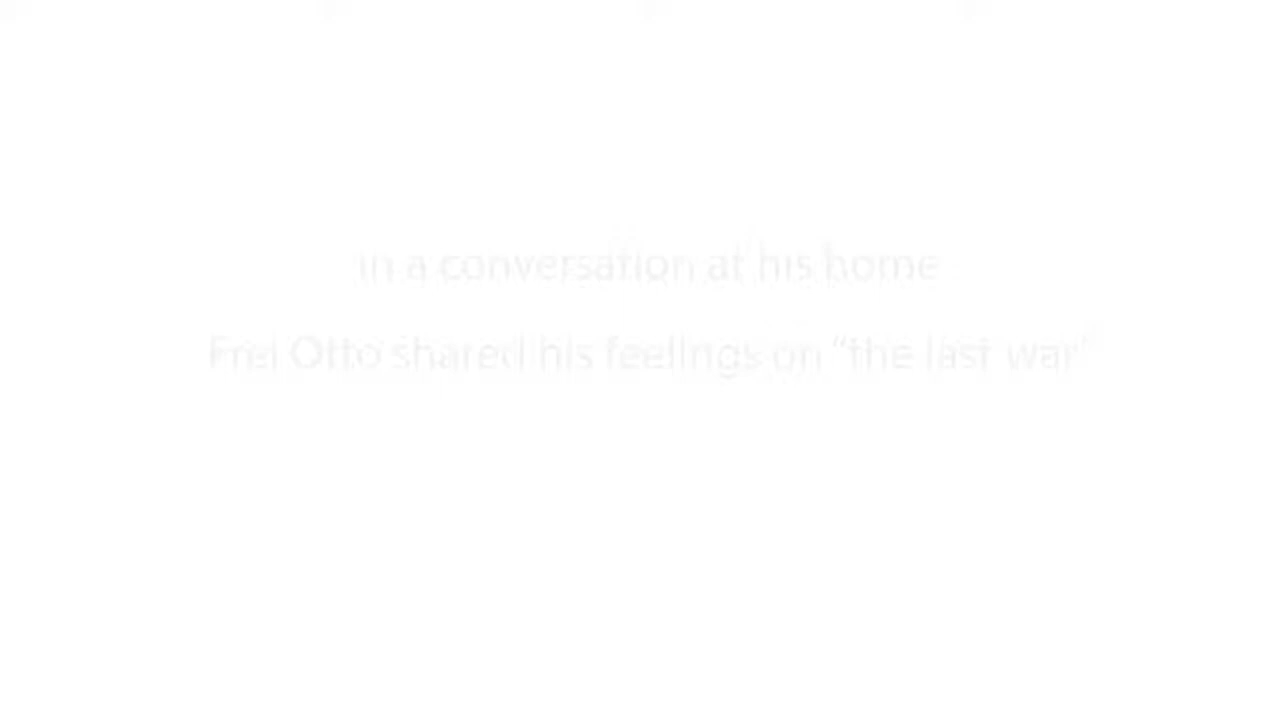 in a conversation at his home
Frei Otto shared his feelings on “the last war”